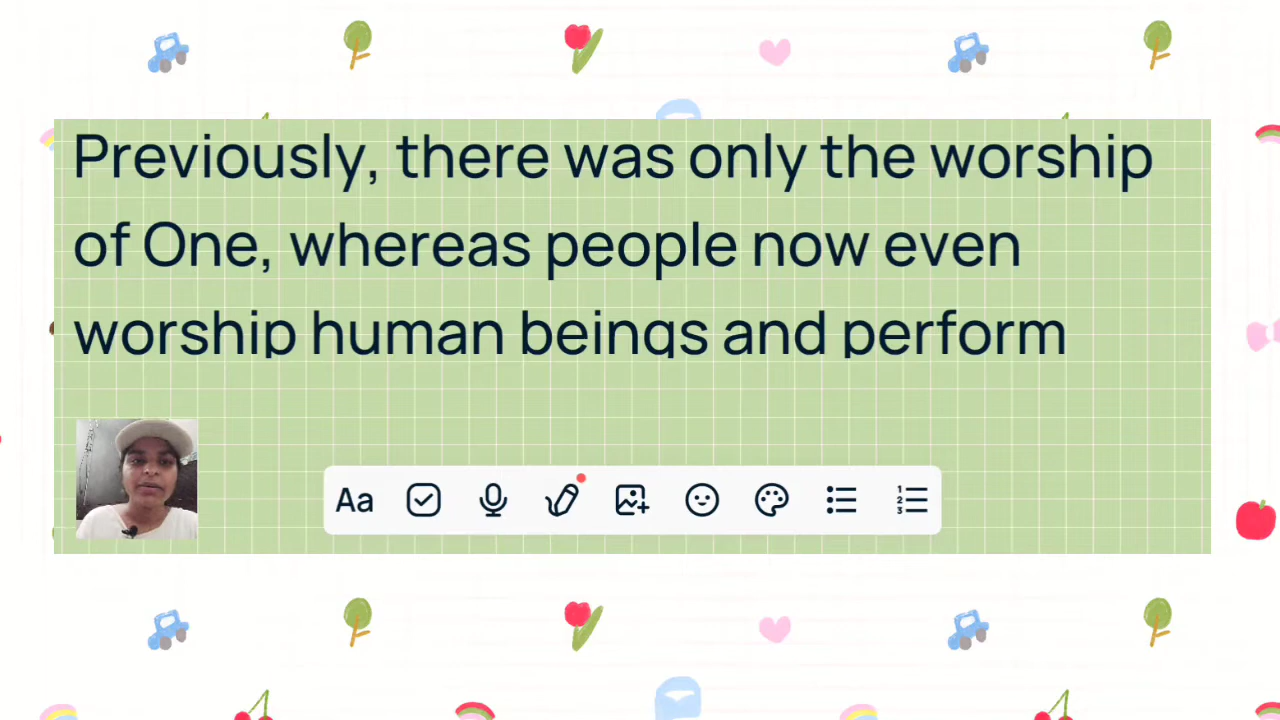 Previously, there was only the worship
of One, whereas people now even
worship human beings and perform
Aa